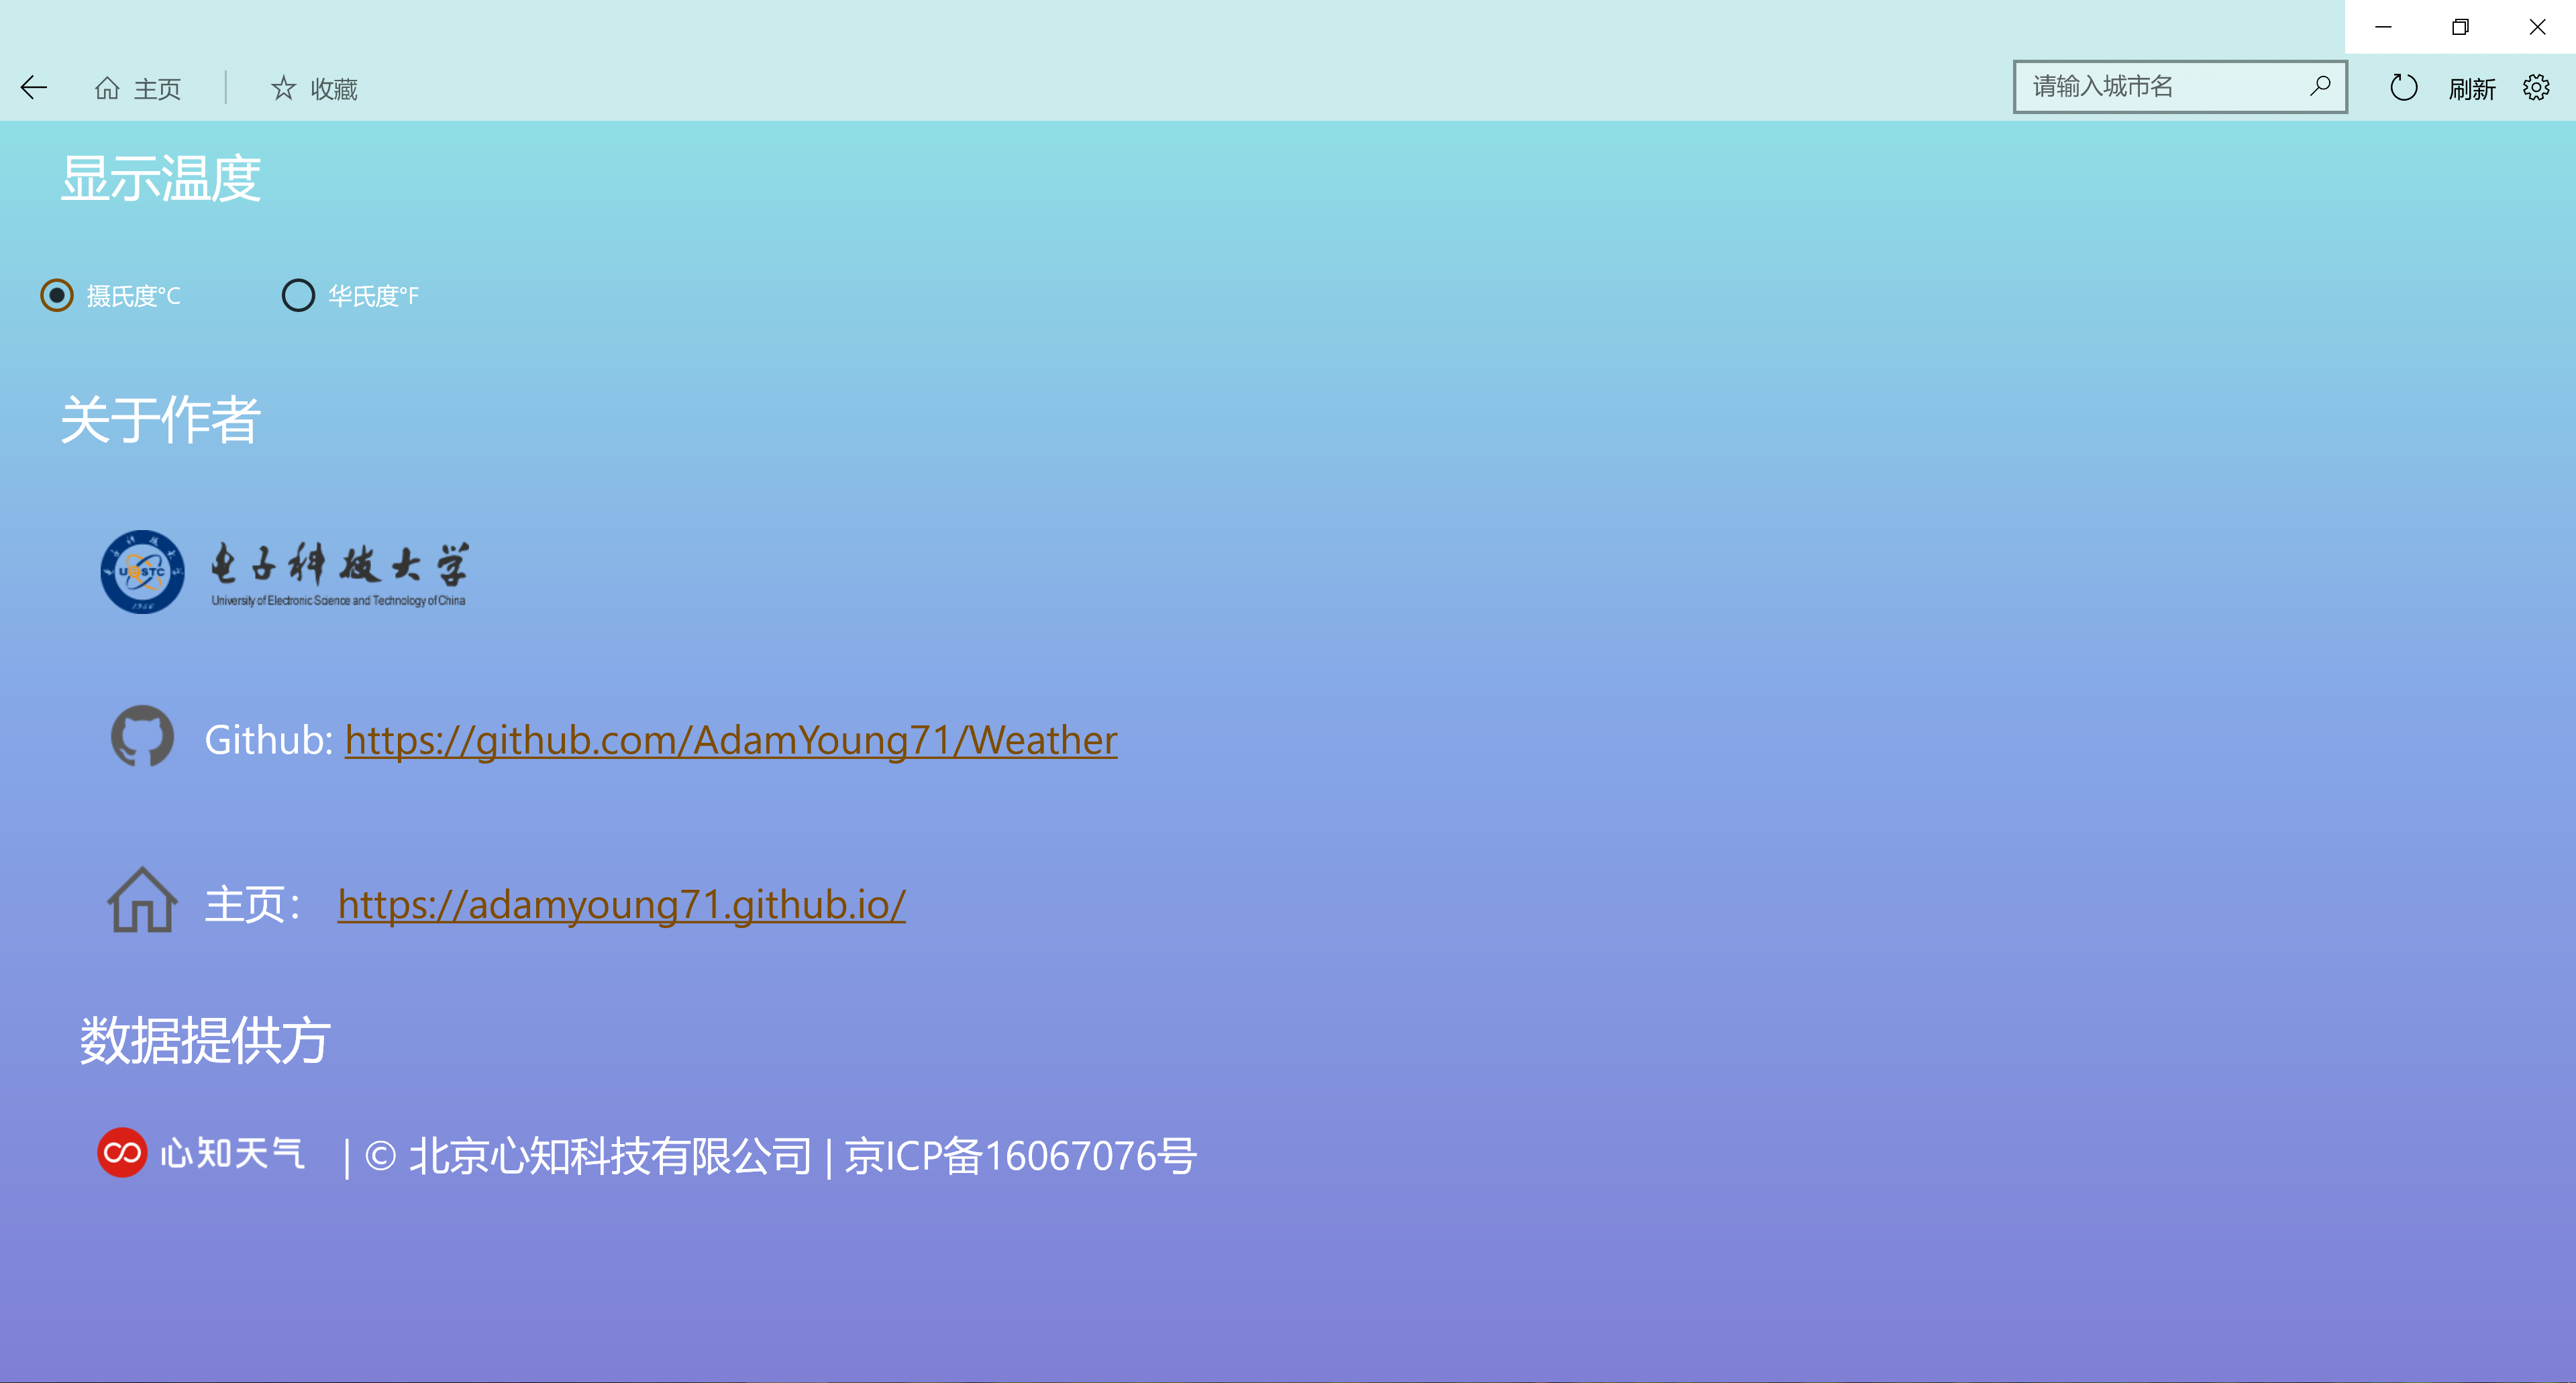 主页 收藏 请输入城市名 刷新
显示温度
摄氏度°C 华氏度°F
关于作者
电子科技大学
University of Electronic Science and Technology of China
Github: https://github.com/AdamYoung71/Weather
主页： https://adamyoung71.github.io/
数据提供方
心知天气 | © 北京心知科技有限公司 | 京ICP备16067076号